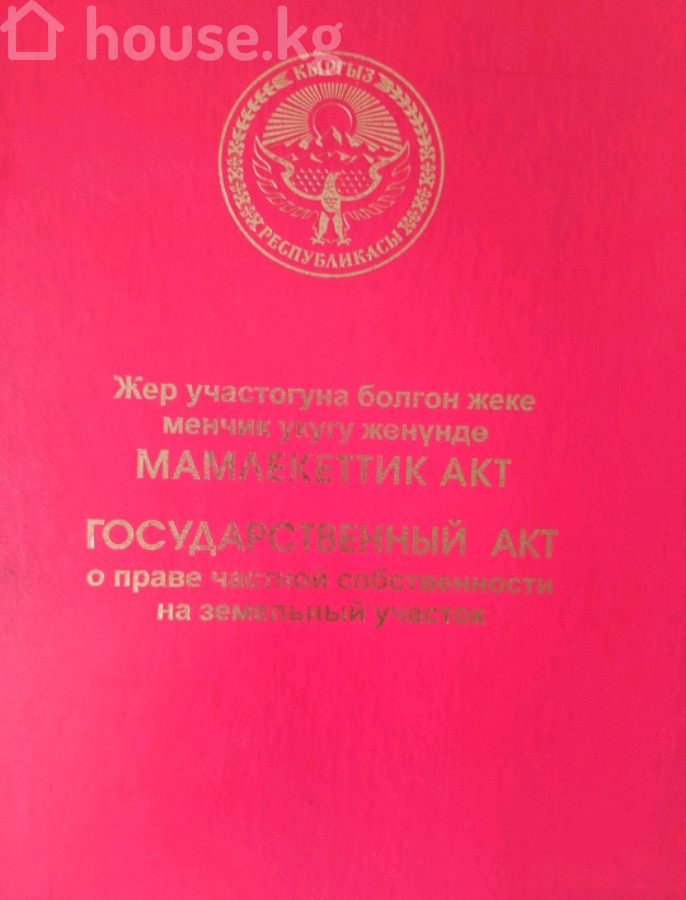 house.kg
КЫРГЫЗ
РЕСПУБЛИКАСЫ
Жер участогуна болгон жеке
менчик укугу жөнүндө
МАМЛЕКЕТТИК АКТ
ГОСУДАРСТВЕННЫЙ АКТ
о праве частной собственности
на земельный участок